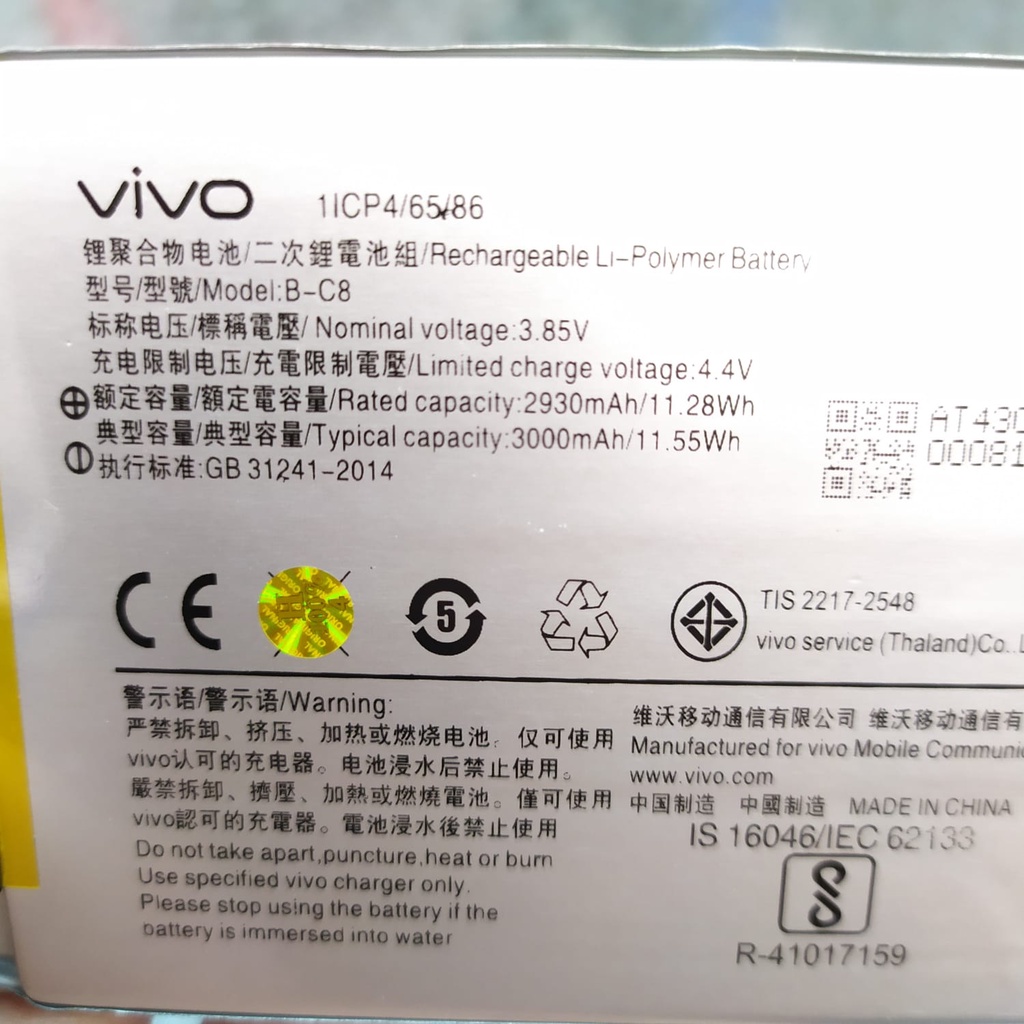 vivo 1ICP4/65/86
锂聚合物电池/二次鋰電池組/Rechargeable Li-Polymer Battery
型号/型號/Model:B-C8
标称电压/標稱電壓/ Nominal voltage:3.85V
充电限制电压/充電限制電壓/Limited charge voltage:4.4V
额定容量/額定電容量/Rated capacity:2930mAh/11.28Wh
典型容量/典型容量/Typical capacity:3000mAh/11.55Wh
执行标准:GB 31241-2014
AT430
00081
CE
5
TIS 2217-2548
vivo service (Thaland)Co.,L
警示语/警示语/Warning:
严禁拆卸、挤压、加热或燃烧电池。仅可使用
vivo认可的充电器。电池浸水后禁止使用。
嚴禁拆卸、擠壓、加熱或燃燒電池。僅可使用
vivo認可的充電器。電池浸水後禁止使用
Do not take apart,puncture,heat or burn
Use specified vivo charger only.
Please stop using the battery if the
battery is immersed into water
维沃移动通信有限公司 维沃移动通信有
Manufactured for vivo Mobile Communic
www.vivo.com
中国制造 中國制造 MADE IN CHINA
IS 16046/IEC 62133
R-41017159